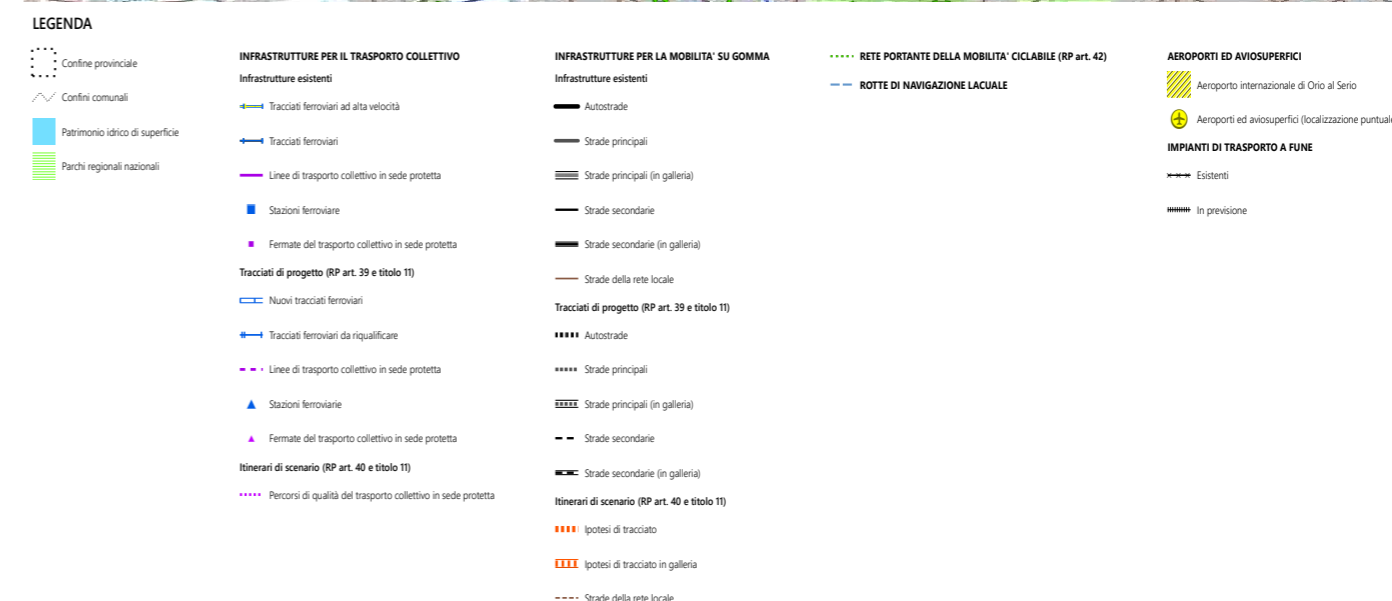 LEGENDA
Confine provinciale
Confini comunali
Patrimonio idrico di superficie
Parchi regionali nazionali
INFRASTRUTTURE PER IL TRASPORTO COLLETTIVO
Infrastrutture esistenti
Tracciati ferroviari ad alta velocità
Tracciati ferroviari
Linee di trasporto collettivo in sede protetta
Stazioni ferroviare
Fermate del trasporto collettivo in sede protetta
Tracciati di progetto (RP art. 39 e titolo 11)
Nuovi tracciati ferroviari
Tracciati ferroviari da riqualificare
Linee di trasporto collettivo in sede protetta
Stazioni ferroviarie
Fermate del trasporto collettivo in sede protetta
Itinerari di scenario (RP art. 40 e titolo 11)
Percorsi di qualità del trasporto collettivo in sede protetta
INFRASTRUTTURE PER LA MOBILITA' SU GOMMA
Infrastrutture esistenti
Autostrade
Strade principali
Strade principali (in galleria)
Strade secondarie
Strade secondarie (in galleria)
Strade della rete locale
Tracciati di progetto (RP art. 39 e titolo 11)
Autostrade
Strade principali
Strade principali (in galleria)
Strade secondarie
Strade secondarie (in galleria)
Itinerari di scenario (RP art. 40 e titolo 11)
Ipotesi di tracciato
Ipotesi di tracciato in galleria
Strade della rete locale
RETE PORTANTE DELLA MOBILITA' CICLABILE (RP art. 42)
ROTTE DI NAVIGAZIONE LACUALE
AEROPORTI ED AVIOSUPERFICI
Aeroporto internazionale di Orio al Serio
Aeroporti ed aviosuperfici (localizzazione puntuale
IMPIANTI DI TRASPORTO A FUNE
Esistenti
In previsione